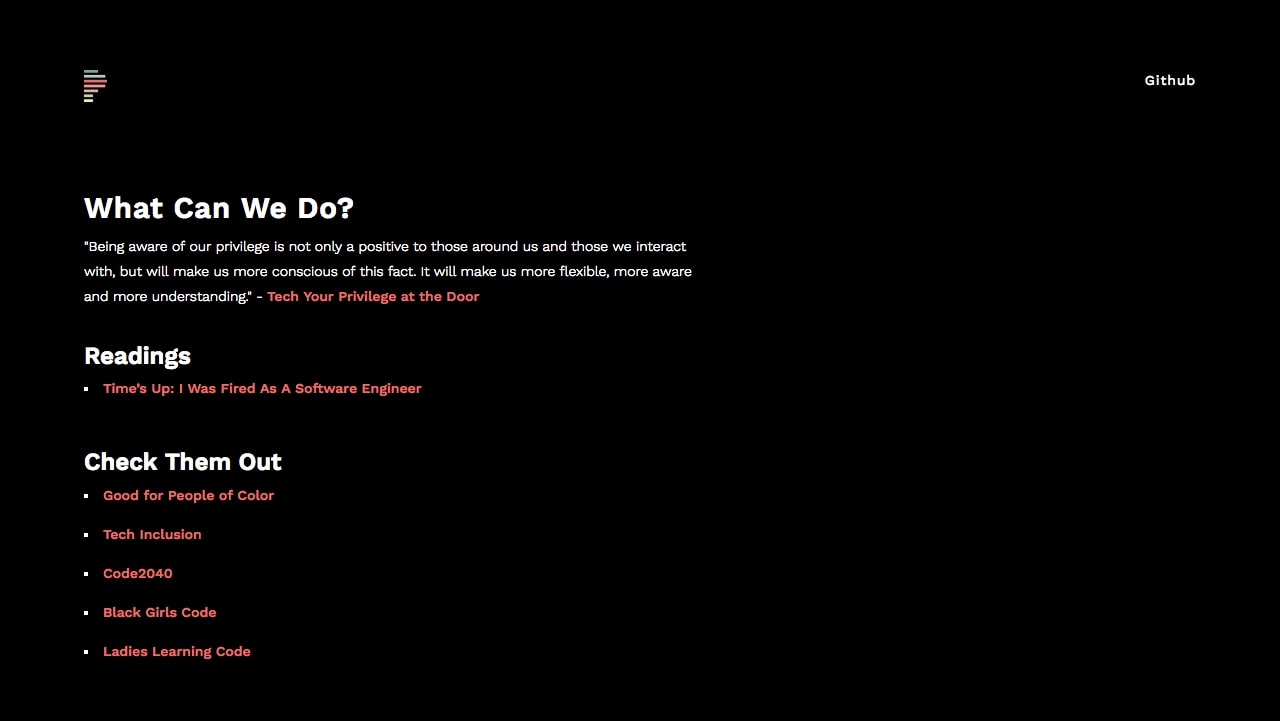 Github
What Can We Do?
"Being aware of our privilege is not only a positive to those around us and those we interact
with, but will make us more conscious of this fact. It will make us more flexible, more aware
and more understanding." - Tech Your Privilege at the Door
Readings
Time’s Up: I Was Fired As A Software Engineer
Check Them Out
Good for People of Color
Tech Inclusion
Code2040
Black Girls Code
Ladies Learning Code